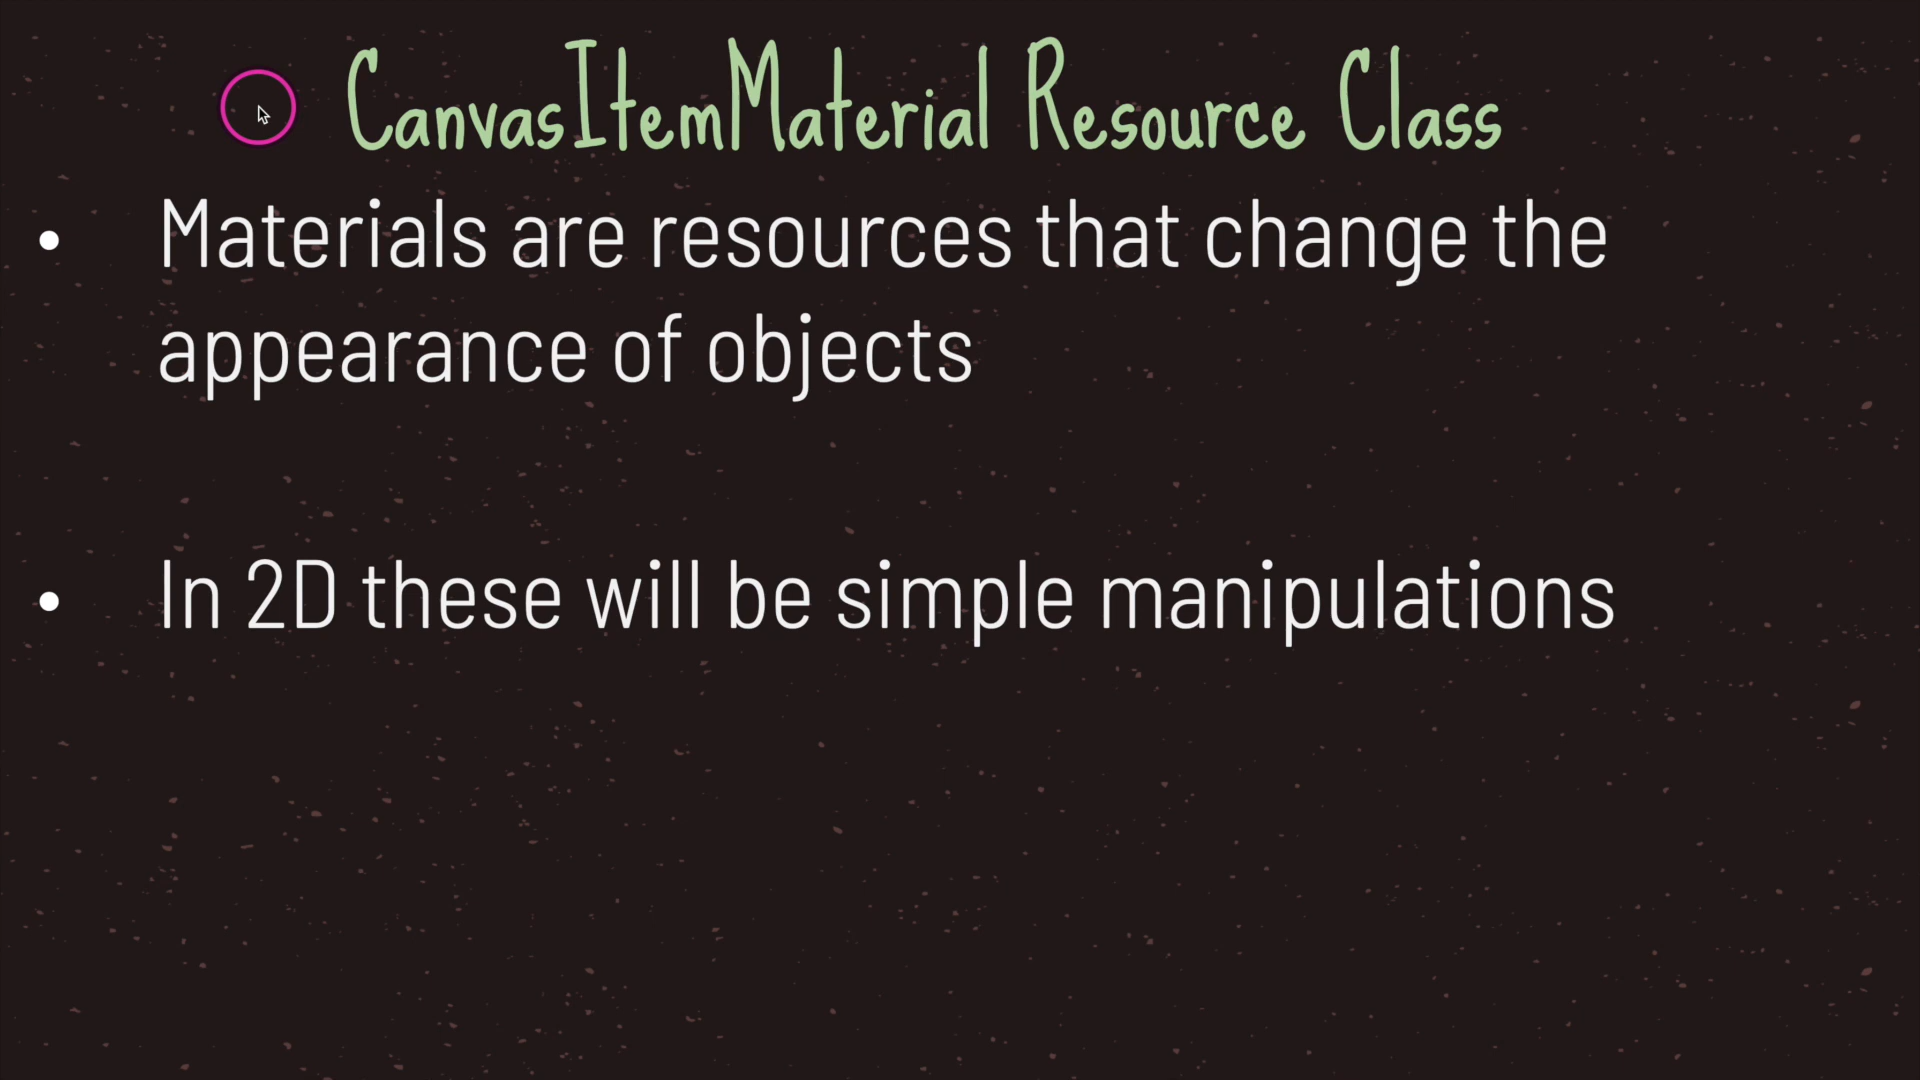 CanvasItemMaterial Resource Class
• Materials are resources that change the
appearance of objects
• In 2D these will be simple manipulations